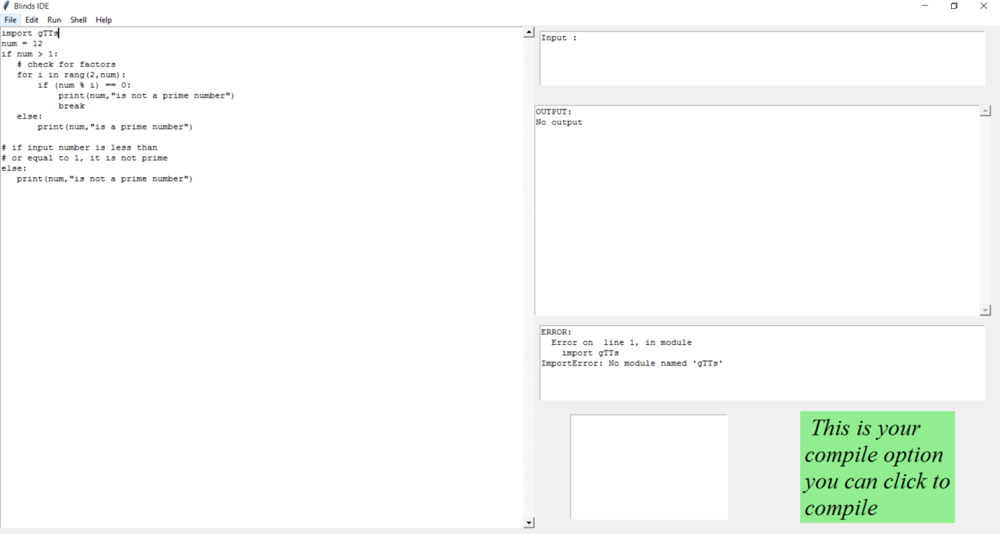 Blinds IDE
File Edit Run Shell Help
import gTTs
num = 12
if num > 1:
   # check for factors
   for i in rang(2,num):
       if (num % i) == 0:
           print(num,"is not a prime number")
           break
   else:
       print(num,"is a prime number")

# if input number is less than
# or equal to 1, it is not prime
else:
   print(num,"is not a prime number")
Input :
OUTPUT:
No output
ERROR:
  Error on  line 1, in module
    import gTTs
ImportError: No module named 'gTTs'
This is your
compile option
you can click to
compile